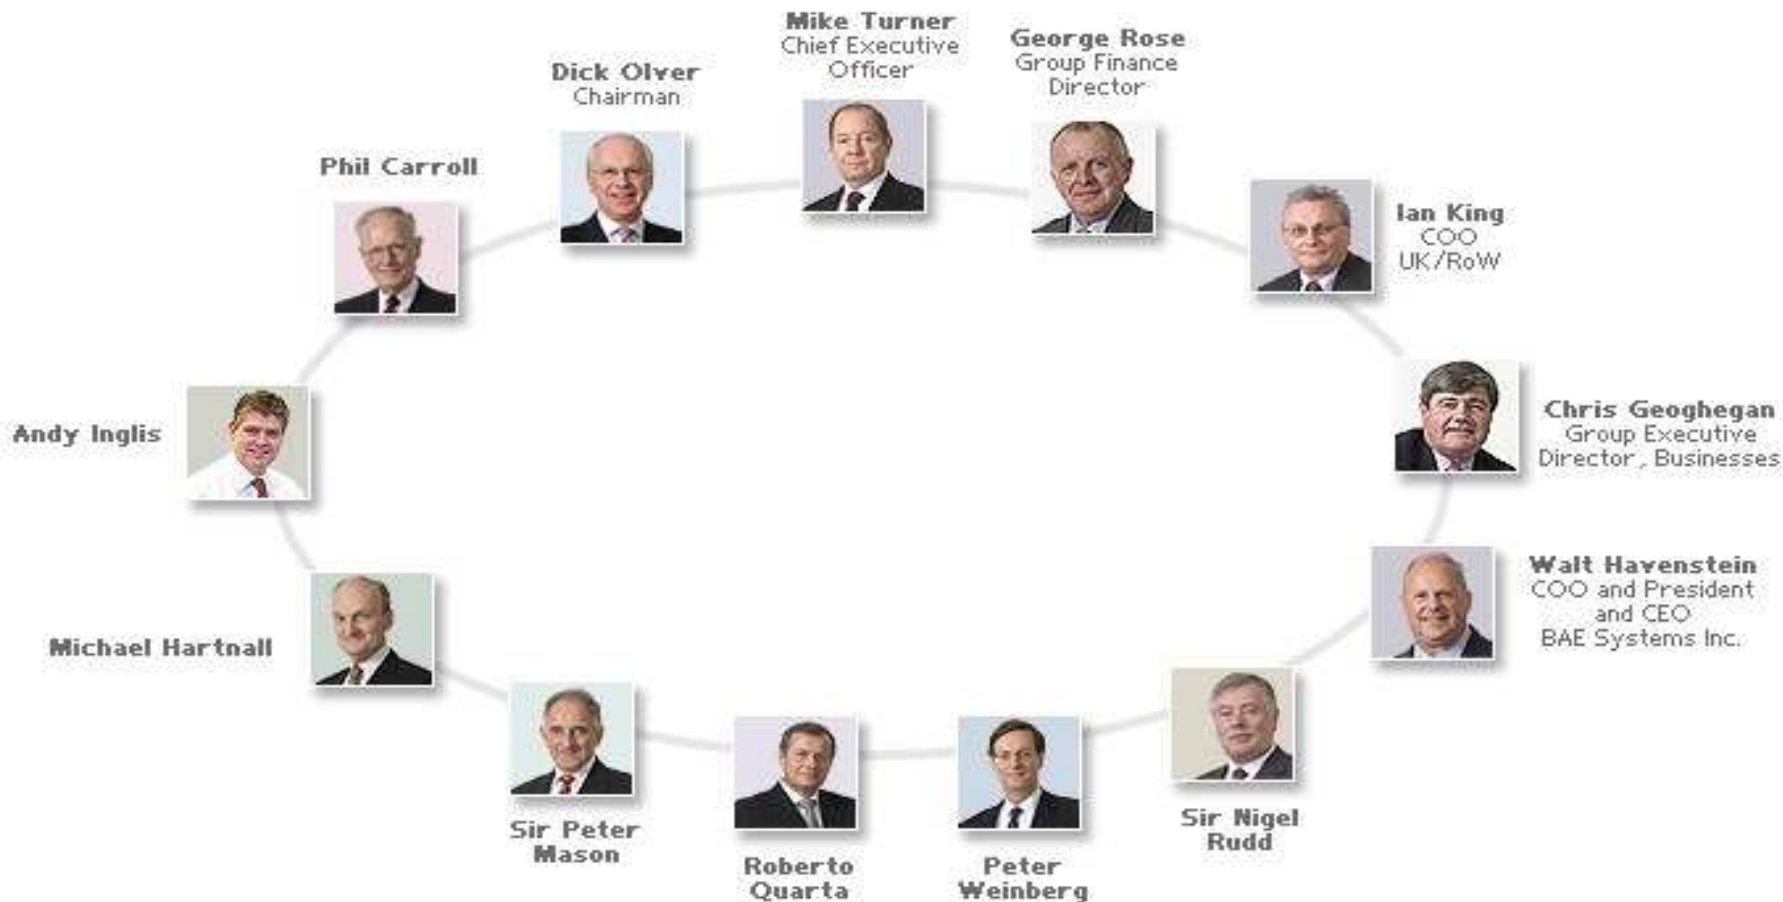 Mike Turner
Chief Executive
Officer
George Rose
Group Finance
Director
Dick Olver
Chairman
Phil Carroll
Ian King
COO
UK/RoW
Andy Inglis
Chris Geoghegan
Group Executive
Director, Businesses
Walt Havenstein
COO and President
and CEO
BAE Systems Inc.
Michael Hartnall
Sir Peter
Mason
Roberto
Quarta
Peter
Weinberg
Sir Nigel
Rudd